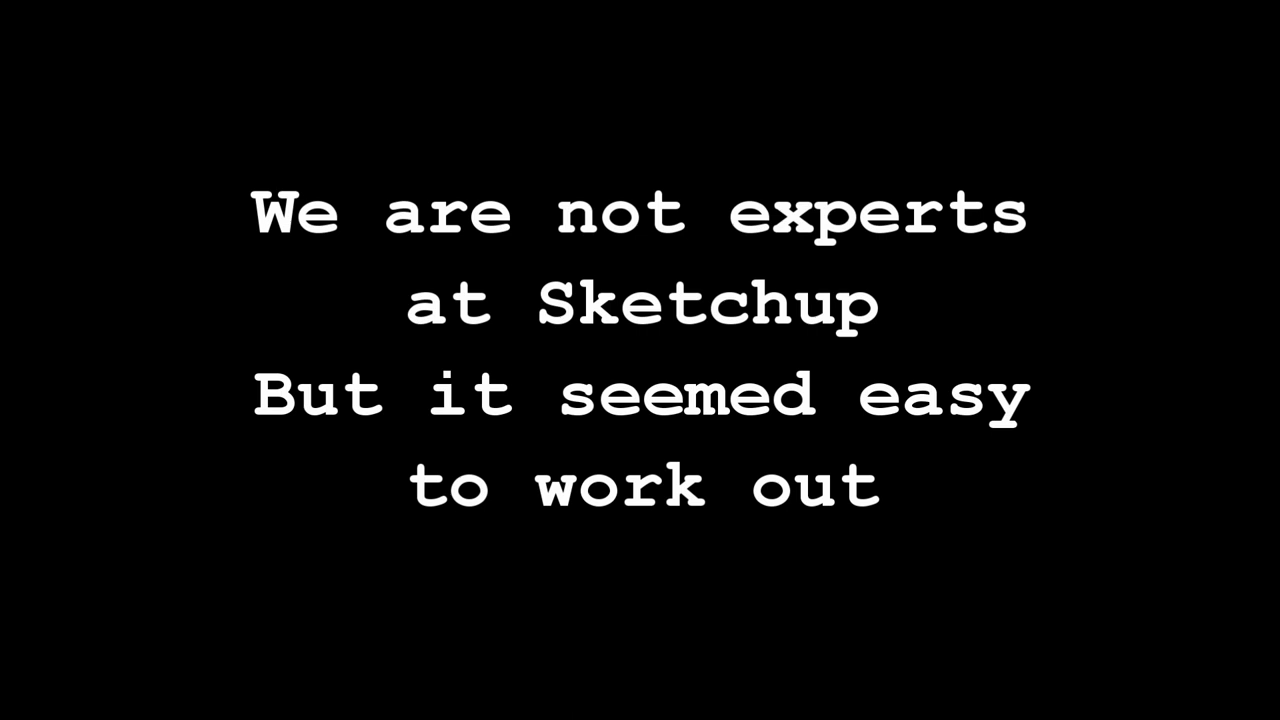 We are not experts
at Sketchup
But it seemed easy
to work out